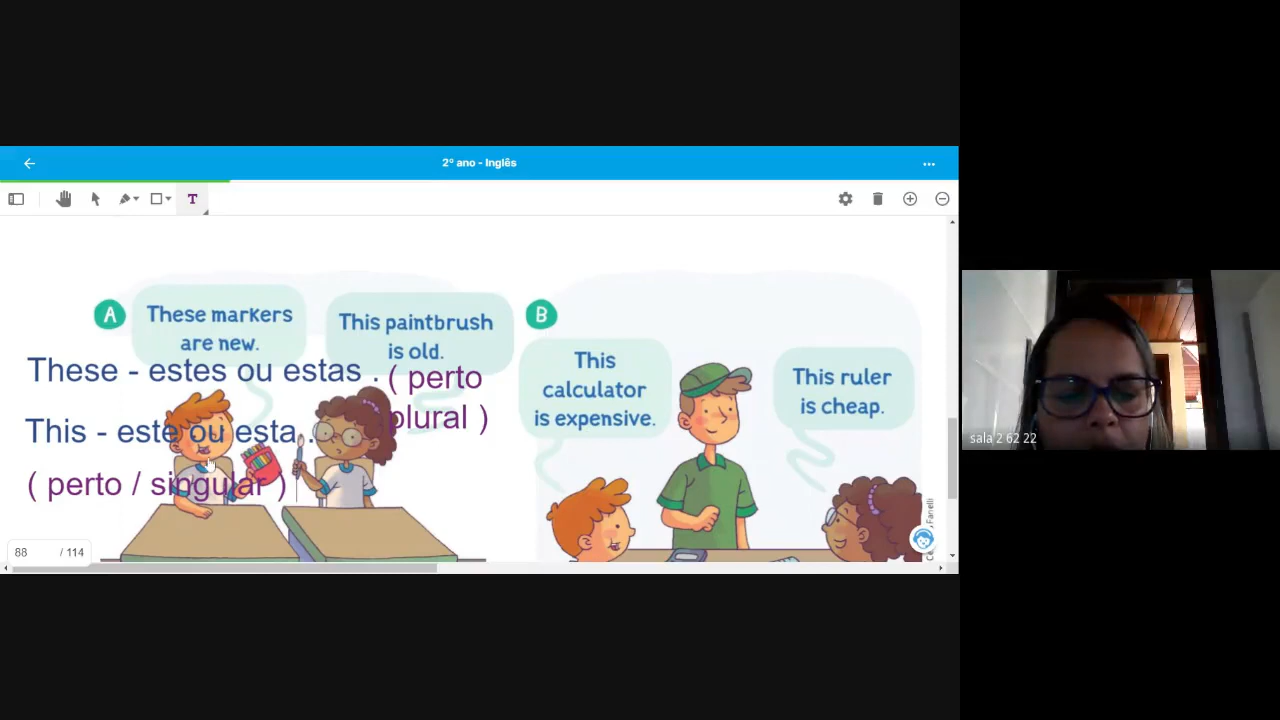 2º ano - Inglês
T
A
These markers
are new.
This paintbrush
is old.
These - estes ou estas .
( perto
plural )
This - este ou esta .
( perto / singular )
B
This
calculator
is expensive.
This ruler
is cheap.
Fanelli
88 / 114
sala 2 62 22